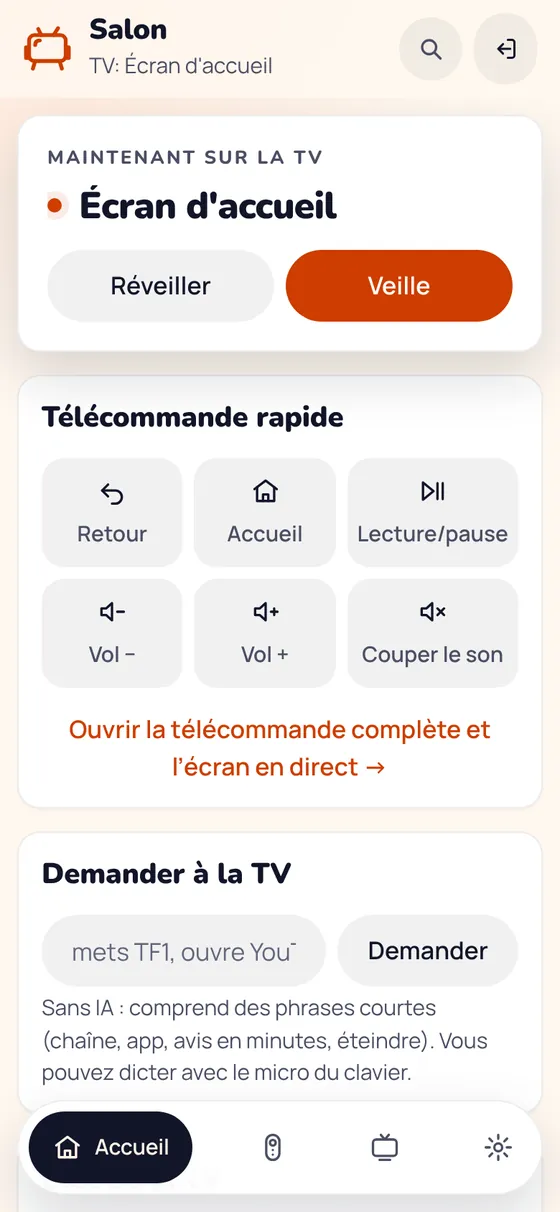 Salon
TV: Écran d'accueil
MAINTENANT SUR LA TV
Écran d'accueil
Réveiller
Veille
Télécommande rapide
Retour
Accueil
Lecture/pause
Vol −
Vol +
Couper le son
Ouvrir la télécommande complète et
l’écran en direct →
Demander à la TV
mets TF1, ouvre You
Demander
Sans IA : comprend des phrases courtes
(chaîne, app, avis en minutes, éteindre). Vous
pouvez dicter avec le micro du clavier.
Accueil